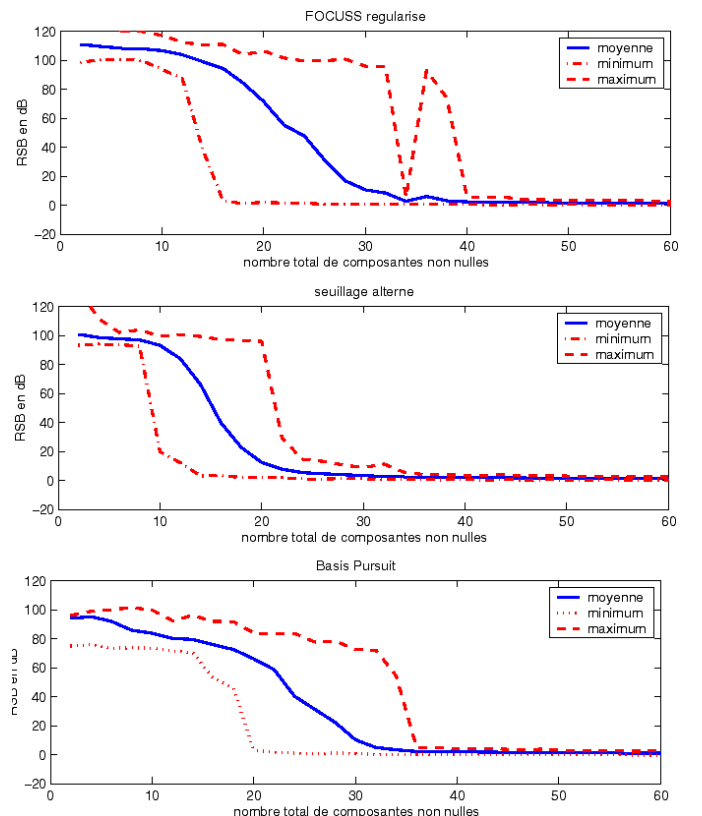 FOCUSS regularise
120
100
80
60
40
20
0
−20
RSB en dB
moyenne
minimum
maximum
0 10 20 30 40 50 60
nombre total de composantes non nulles
seuillage alterne
120
100
80
60
40
20
0
−20
RSB en dB
moyenne
minimum
maximum
0 10 20 30 40 50 60
nombre total de composantes non nulles
Basis Pursuit
120
100
80
60
40
20
0
−20
RSB en dB
moyenne
minimum
maximum
0 10 20 30 40 50 60
nombre total de composantes non nulles